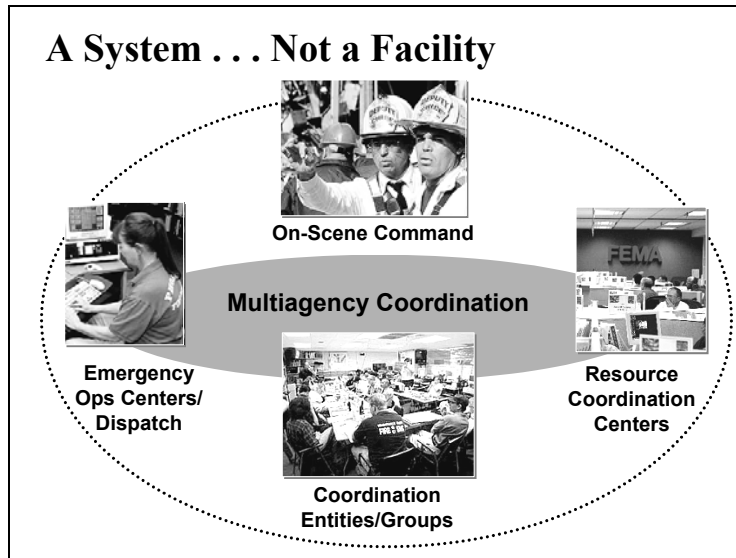 A System . . . Not a Facility
DEPUTY
On-Scene Command
FEMA
Multiagency Coordination
Emergency
Ops Centers/
Dispatch
Resource
Coordination
Centers
Coordination
Entities/Groups